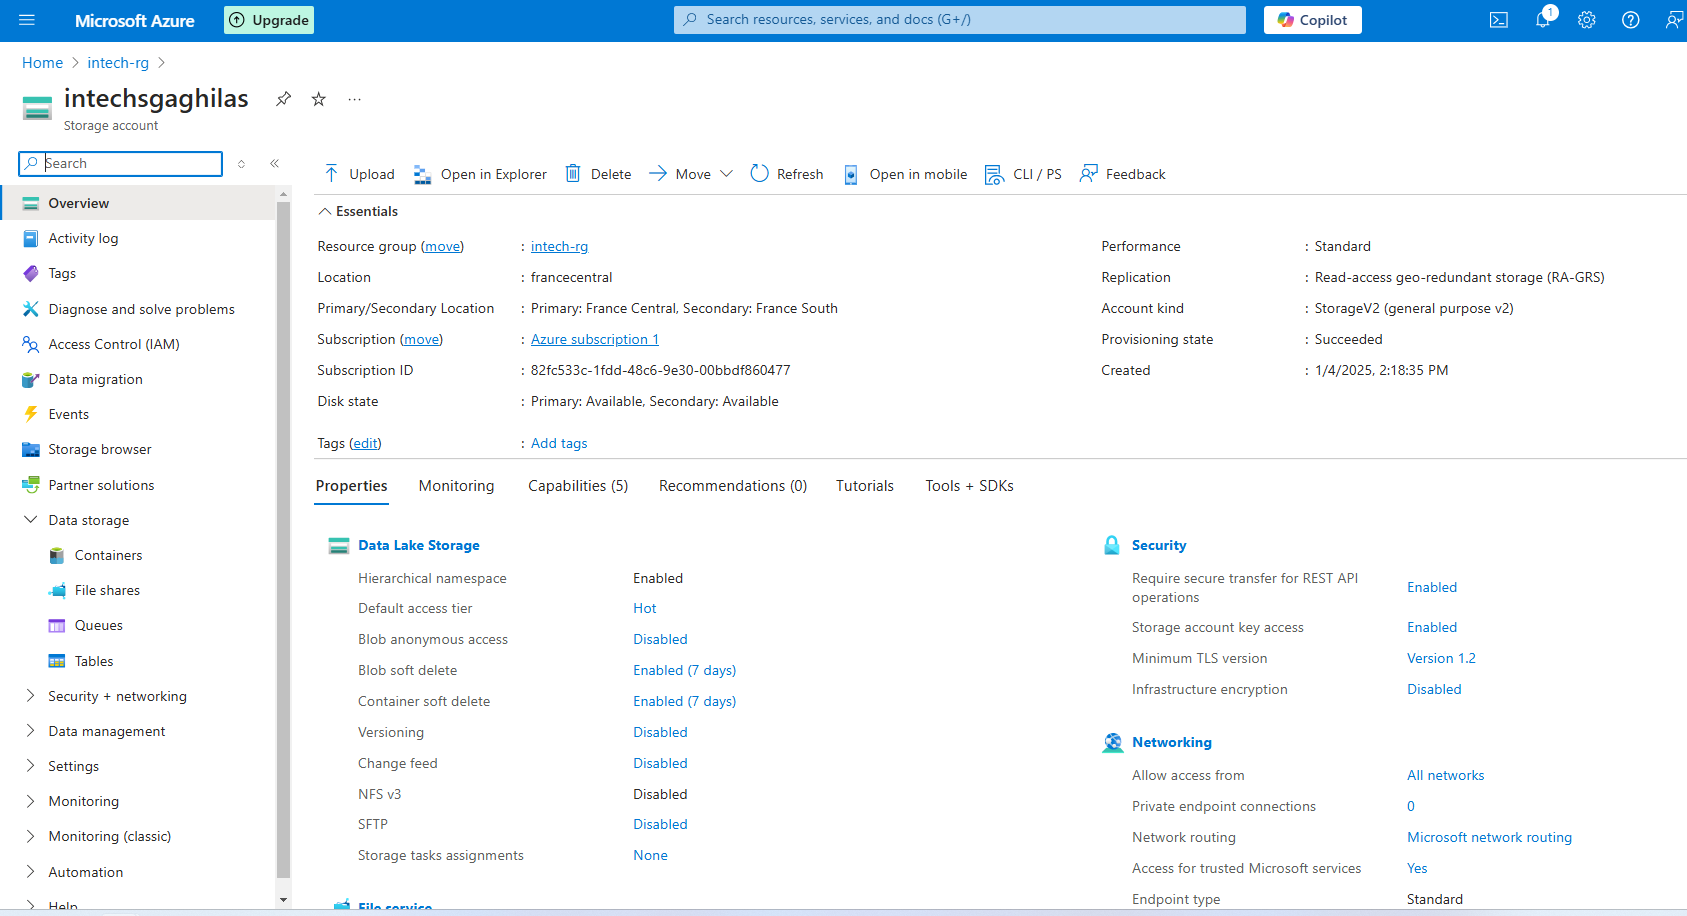 Microsoft Azure
Upgrade
Search resources, services, and docs (G+/)
Copilot
1
Home > intech-rg >
intechsgaghilas
Storage account
Search
Overview
Activity log
Tags
Diagnose and solve problems
Access Control (IAM)
Data migration
Events
Storage browser
Partner solutions
Data storage
Containers
File shares
Queues
Tables
Security + networking
Data management
Settings
Monitoring
Monitoring (classic)
Automation
Help
Upload Open in Explorer Delete Move Refresh Open in mobile CLI / PS Feedback
Essentials
Resource group (move) : intech-rg
Location : francecentral
Primary/Secondary Location : Primary: France Central, Secondary: France South
Subscription (move) : Azure subscription 1
Subscription ID : 82fc533c-1fdd-48c6-9e30-00bbdf860477
Disk state : Primary: Available, Secondary: Available
Tags (edit) : Add tags
Performance : Standard
Replication : Read-access geo-redundant storage (RA-GRS)
Account kind : StorageV2 (general purpose v2)
Provisioning state : Succeeded
Created : 1/4/2025, 2:18:35 PM
Properties Monitoring Capabilities (5) Recommendations (0) Tutorials Tools + SDKs
Data Lake Storage
Hierarchical namespace Enabled
Default access tier Hot
Blob anonymous access Disabled
Blob soft delete Enabled (7 days)
Container soft delete Enabled (7 days)
Versioning Disabled
Change feed Disabled
NFS v3 Disabled
SFTP Disabled
Storage tasks assignments None
File service
Security
Require secure transfer for REST API
operations Enabled
Storage account key access Enabled
Minimum TLS version Version 1.2
Infrastructure encryption Disabled
Networking
Allow access from All networks
Private endpoint connections 0
Network routing Microsoft network routing
Access for trusted Microsoft services Yes
Endpoint type Standard